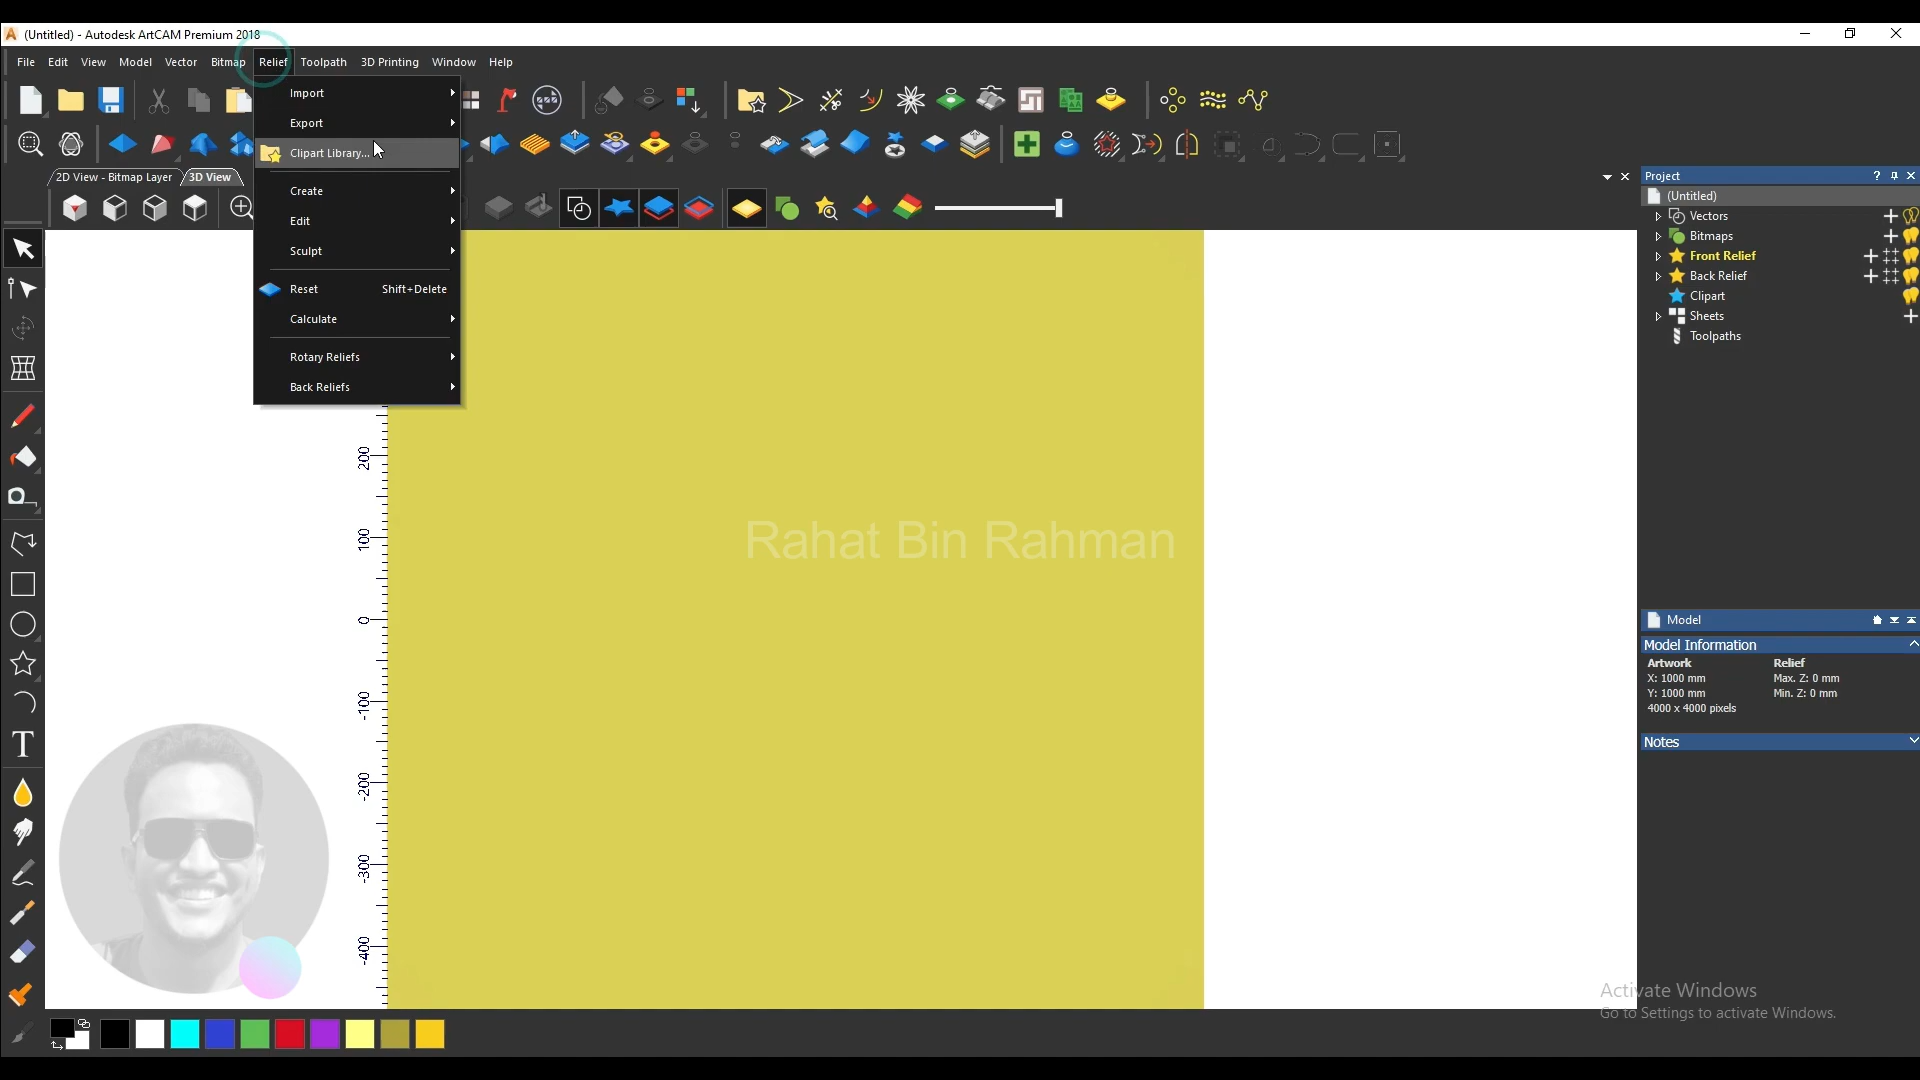 (Untitled) - Autodesk ArtCAM Premium 2018
File Edit View Model Vector Bitmap Relief Toolpath 3D Printing Window Help
Import
Export
Clipart Library...
Create
Edit
Sculpt
Reset Shift+Delete
Calculate
Rotary Reliefs
Back Reliefs
2D View - Bitmap Layer 3D View
200
100
0
-100
-200
-300
-400
Rahat Bin Rahman
Project
(Untitled)
Vectors
Bitmaps
Front Relief
Back Relief
Clipart
Sheets
Toolpaths
Model
Model Information
Artwork Relief
X: 1000 mm Max. Z: 0 mm
Y: 1000 mm Min. Z: 0 mm
4000 x 4000 pixels
Notes
Activate Windows
Go to Settings to activate Windows.